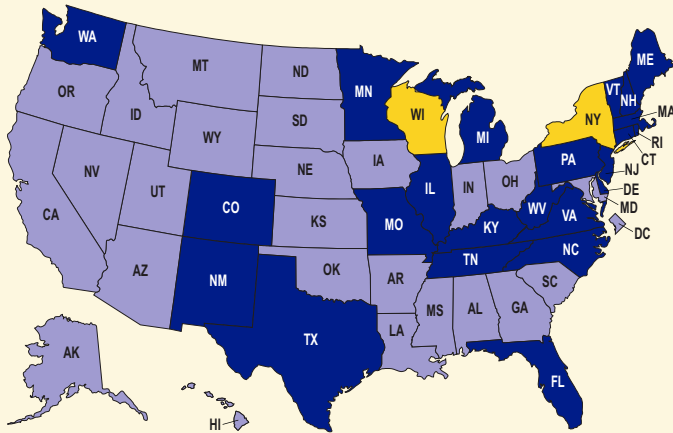 WA
ME
MT
ND
MN
VT
NH
OR
ID
SD
WI
NY
MA
WY
MI
RI
CT
IA
PA
NJ
NE
NV
OH
IN
IL
DE
UT
CO
WV
VA
MD
CA
KS
MO
KY
DC
NC
TN
AZ
OK
NM
AR
SC
MS
AL
GA
LA
TX
AK
FL
HI